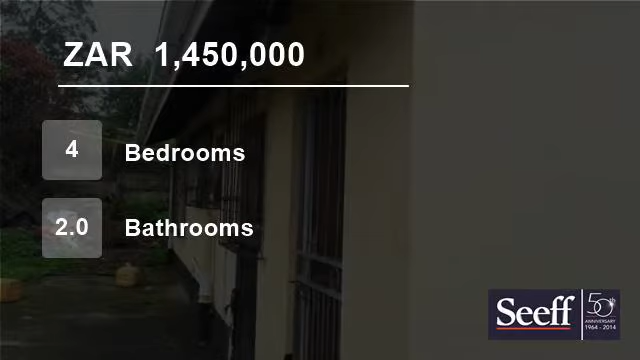 ZAR 1,450,000
4
Bedrooms
2.0
Bathrooms
Seeff
50
ANNIVERSARY
1964 - 2014